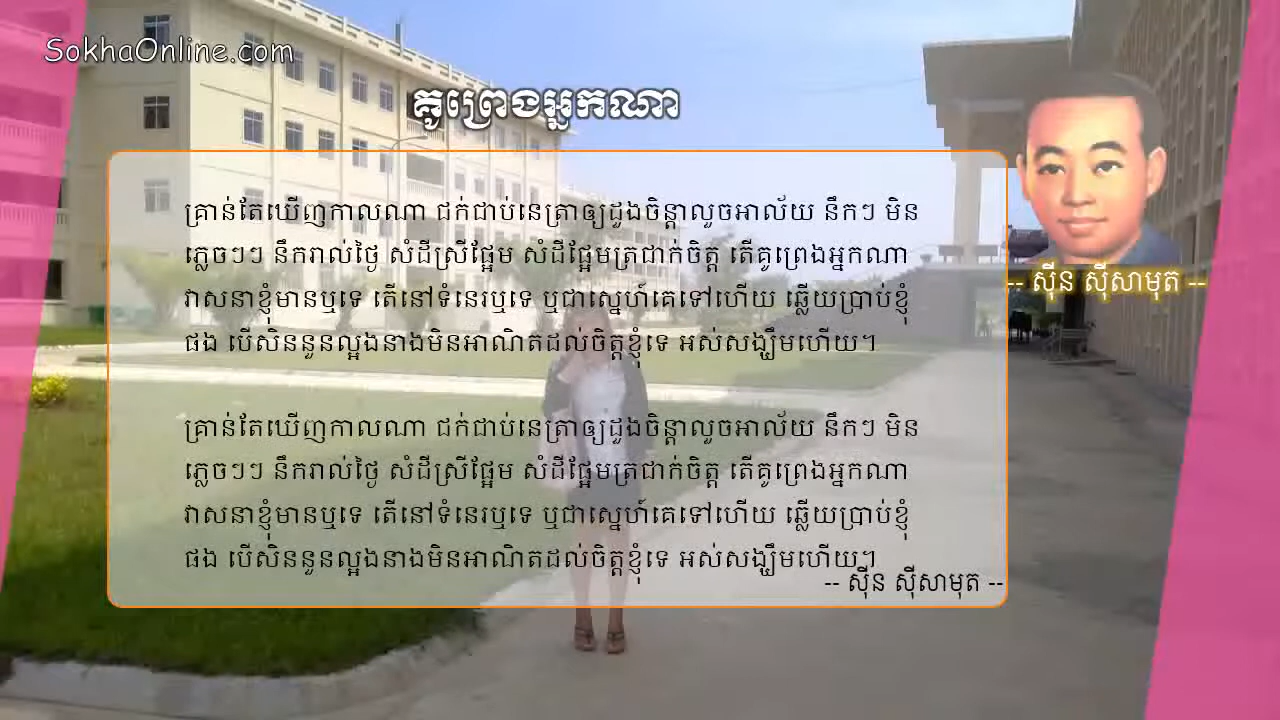 SokhaOnline.com
គូព្រេងអ្នកណា
គ្រាន់តែឃើញកាលណា ជក់ជាប់នេត្រាឲ្យដួងចិន្តាលួចអាល័យ នឹកៗ មិន
ភ្លេចៗៗ នឹករាល់ថ្ងៃ សំដីស្រីផ្អែម សំដីផ្អែមត្រជាក់ចិត្ត តើគូព្រេងអ្នកណា
វាសនាខ្ញុំមានឬទេ តើនៅទំនេរឬទេ ឬជាស្នេហ៍គេទៅហើយ ឆ្លើយប្រាប់ខ្ញុំ
ផង បើសិននួនល្អងនាងមិនអាណិតដល់ចិត្តខ្ញុំទេ អស់សង្ឃឹមហើយ។
គ្រាន់តែឃើញកាលណា ជក់ជាប់នេត្រាឲ្យដួងចិន្តាលួចអាល័យ នឹកៗ មិន
ភ្លេចៗៗ នឹករាល់ថ្ងៃ សំដីស្រីផ្អែម សំដីផ្អែមត្រជាក់ចិត្ត តើគូព្រេងអ្នកណា
វាសនាខ្ញុំមានឬទេ តើនៅទំនេរឬទេ ឬជាស្នេហ៍គេទៅហើយ ឆ្លើយប្រាប់ខ្ញុំ
ផង បើសិននួនល្អងនាងមិនអាណិតដល់ចិត្តខ្ញុំទេ អស់សង្ឃឹមហើយ។
-- ស៊ីន ស៊ីសាមុត --
-- ស៊ីន ស៊ីសាមុត --